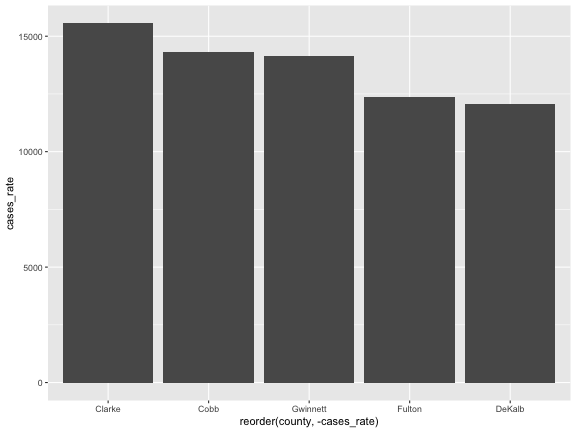 cases_rate
15000
10000
5000
0
Clarke Cobb Gwinnett Fulton DeKalb
reorder(county, -cases_rate)